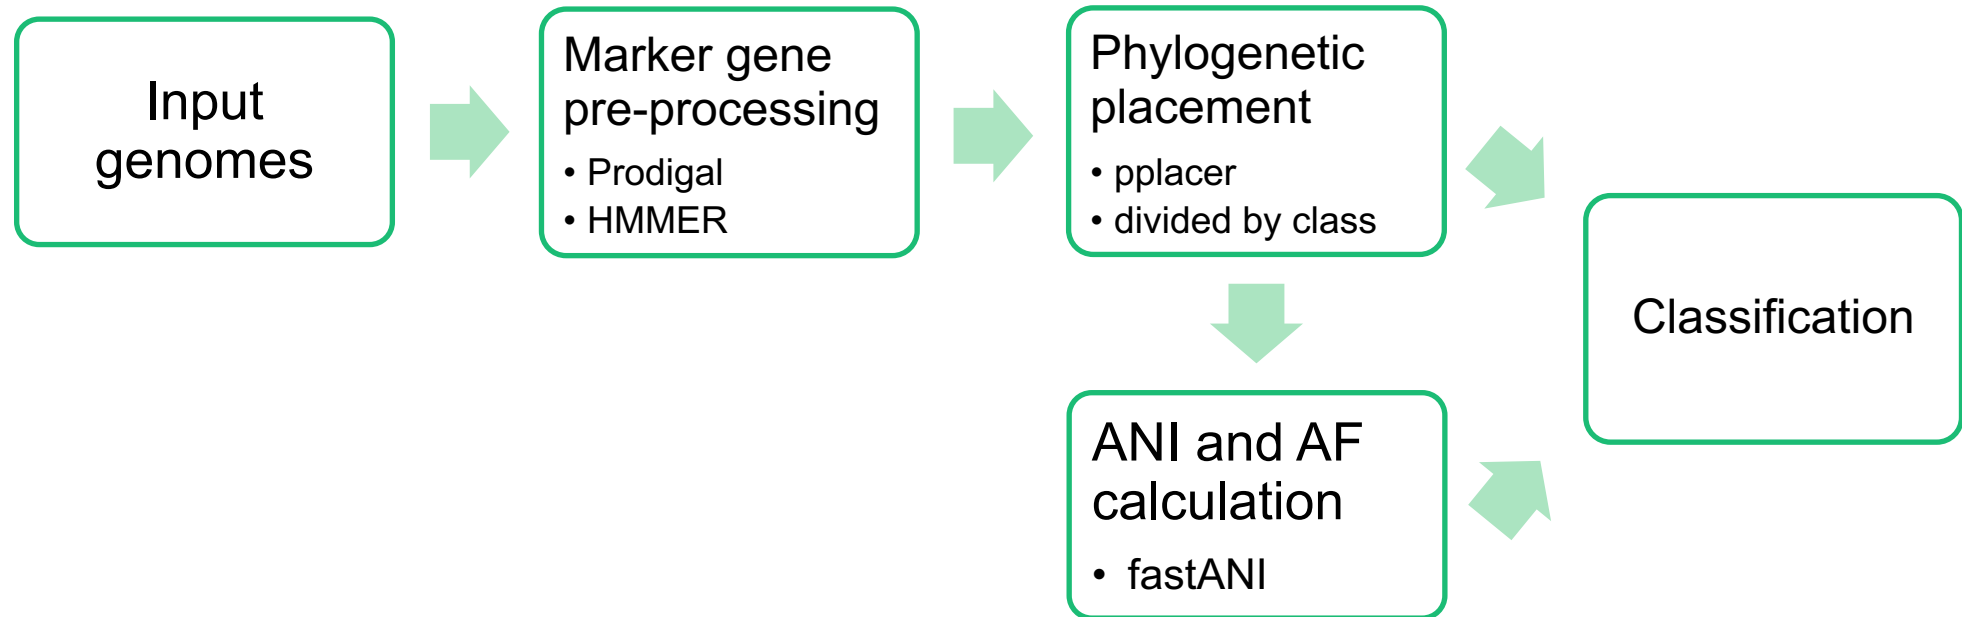 Input
genomes
Marker gene
pre-processing
• Prodigal
• HMMER
Phylogenetic
placement
• pplacer
• divided by class
ANI and AF
calculation
• fastANI
Classification